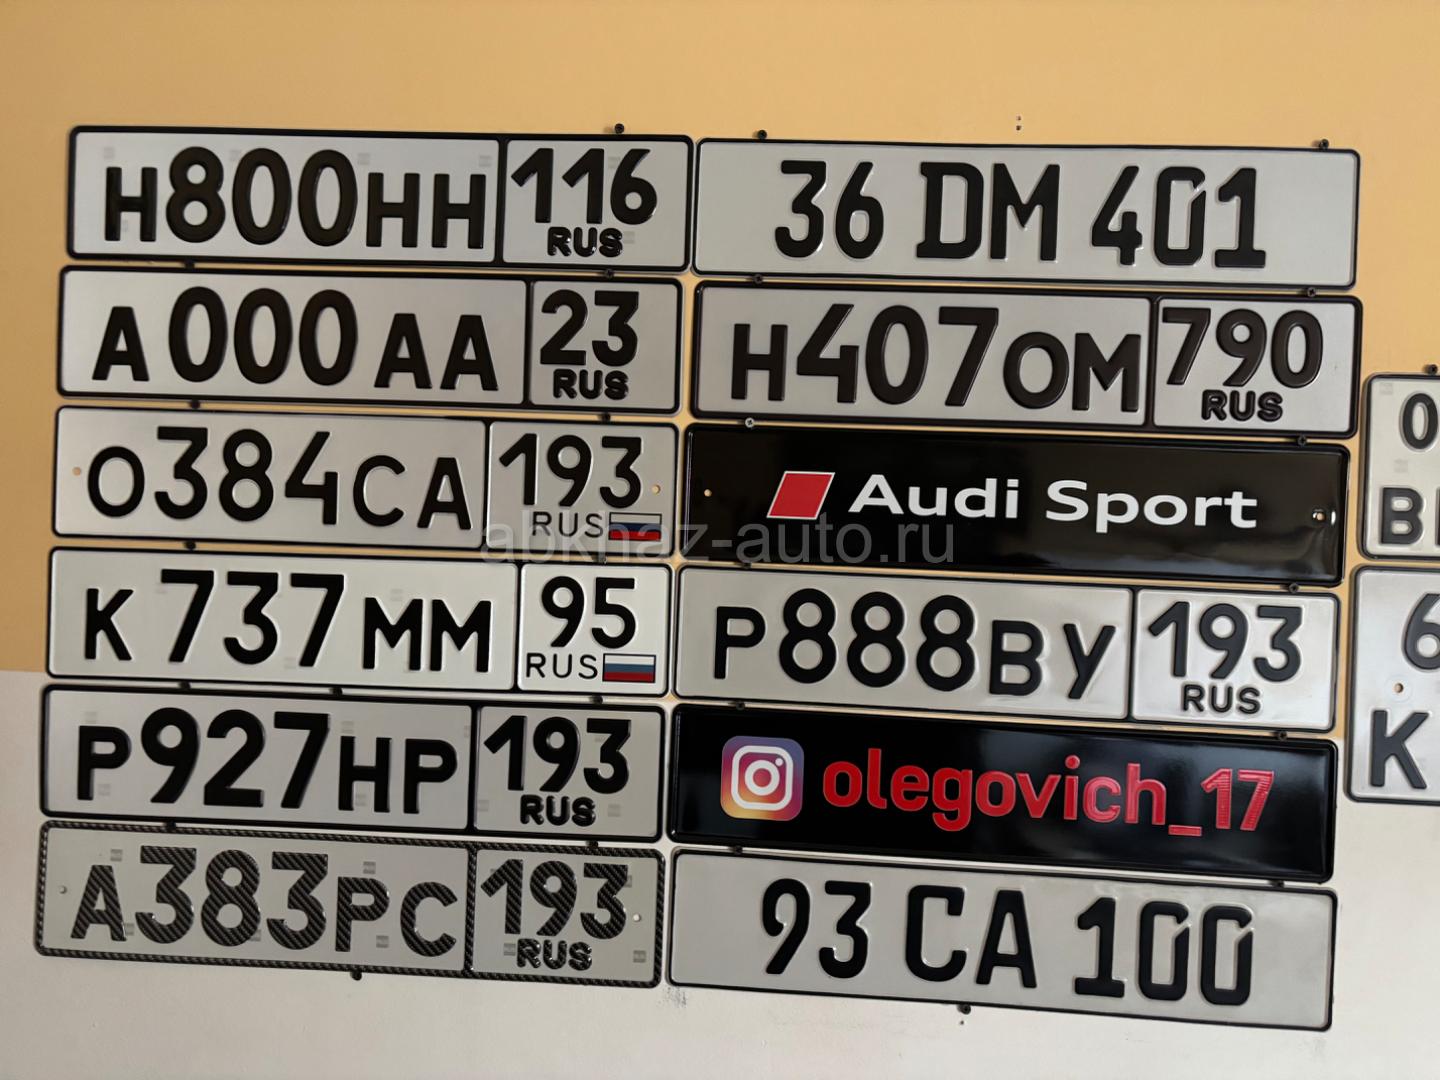 Н800НН 116
RUS
А000АА 23
RUS
О384СА 193
RUS
К737ММ 95
RUS
Р927НР 193
RUS
А383РС 193
RUS
36 DM 401
Н407ОМ 790
RUS
Audi Sport
Р888ВУ 193
RUS
olegovich_17
93 CA 100
abkhaz-auto.ru
К